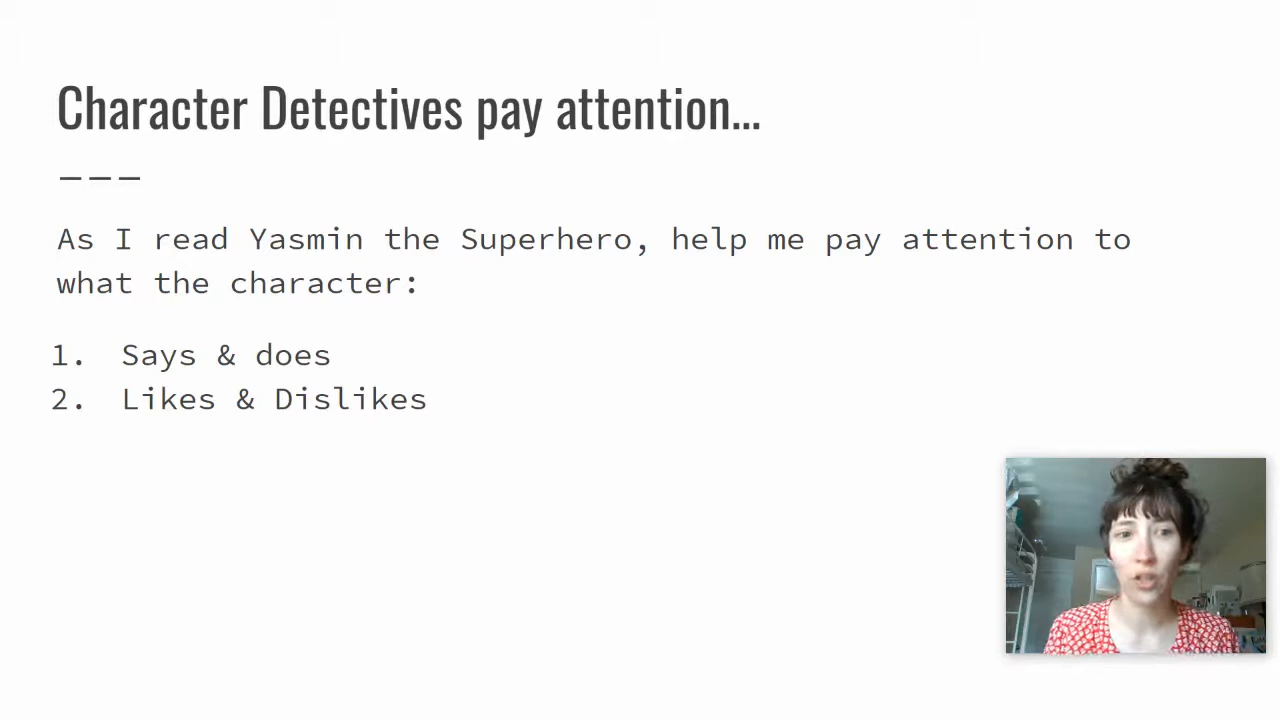 Character Detectives pay attention...
As I read Yasmin the Superhero, help me pay attention to
what the character:
1. Says & does
2. Likes & Dislikes